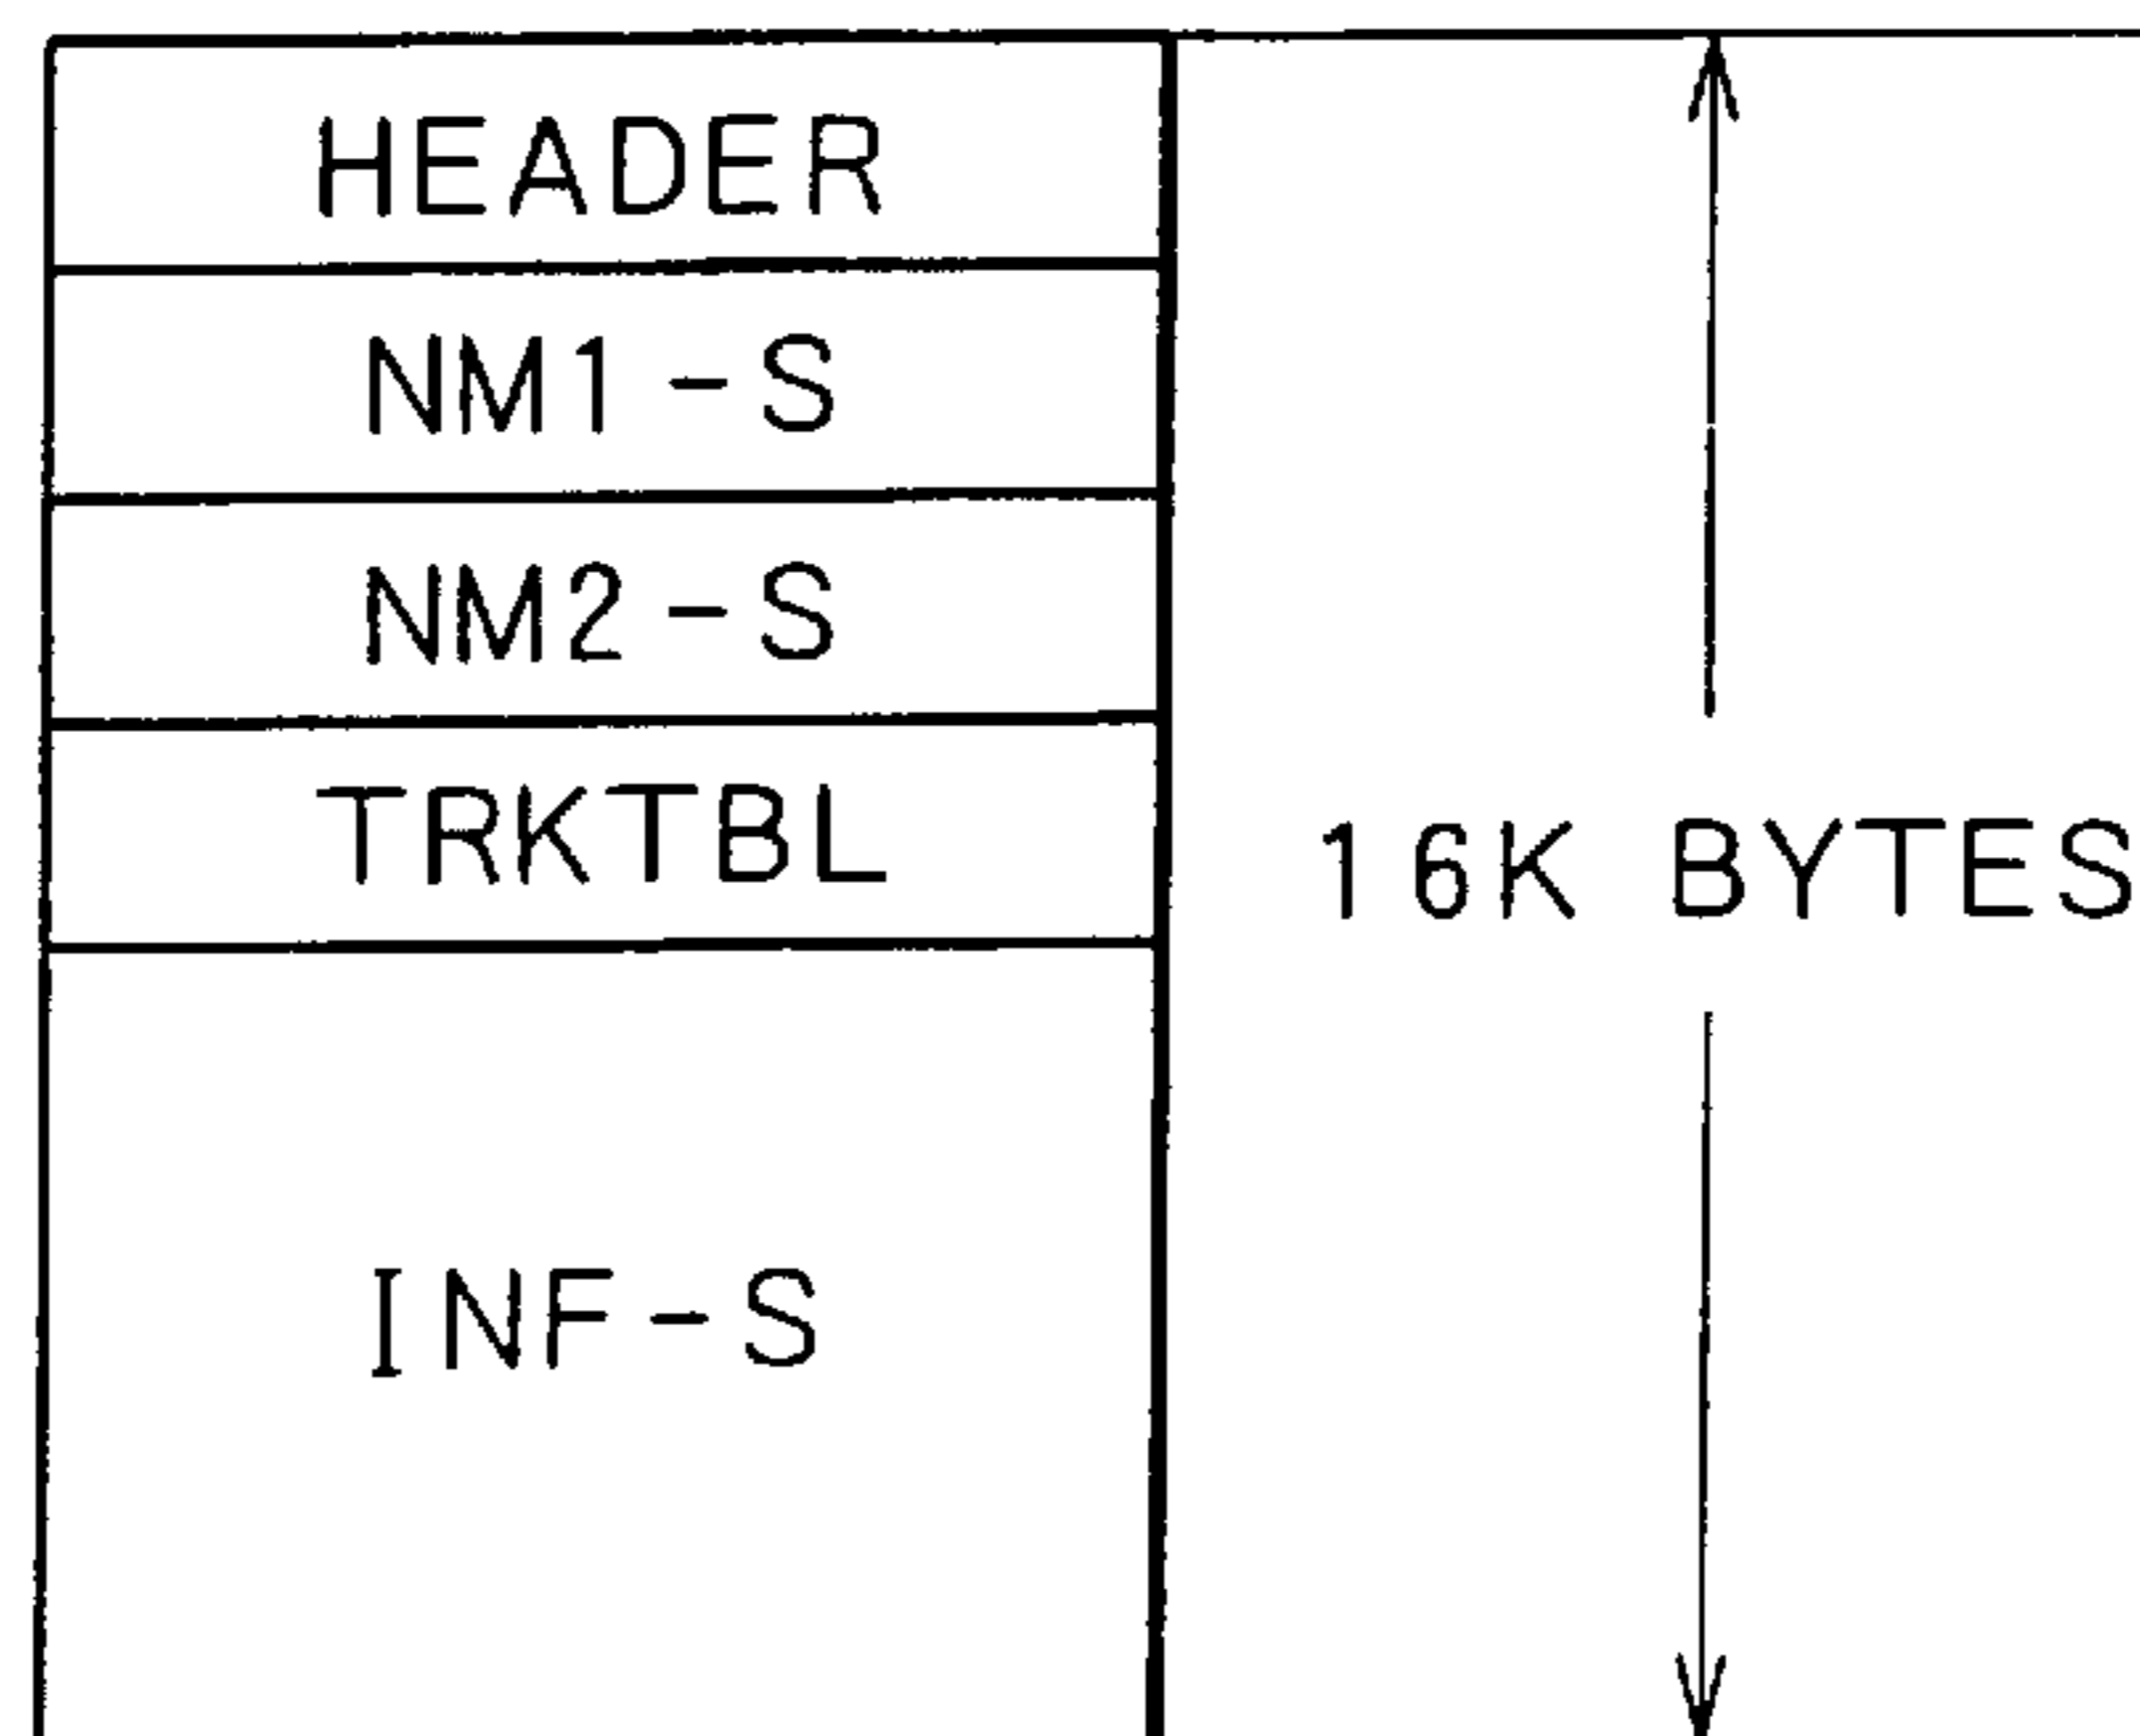 HEADER
NM1-S
NM2-S
TRKTBL
16K BYTES
INF-S